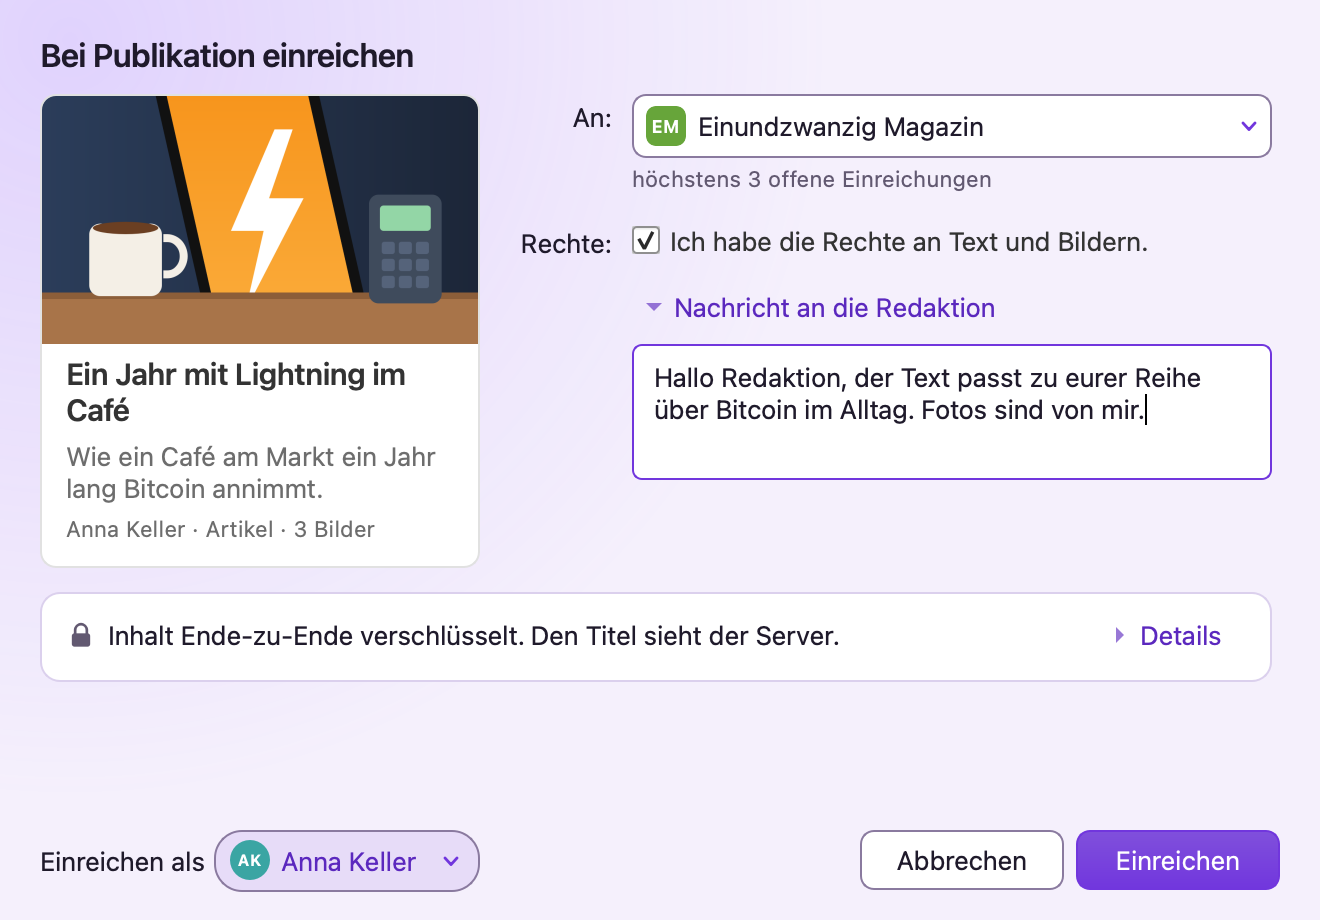 Bei Publikation einreichen
An:
EM Einundzwanzig Magazin
höchstens 3 offene Einreichungen
Rechte:
Ich habe die Rechte an Text und Bildern.
Nachricht an die Redaktion
Hallo Redaktion, der Text passt zu eurer Reihe
über Bitcoin im Alltag. Fotos sind von mir.
Ein Jahr mit Lightning im
Café
Wie ein Café am Markt ein Jahr
lang Bitcoin annimmt.
Anna Keller · Artikel · 3 Bilder
Inhalt Ende-zu-Ende verschlüsselt. Den Titel sieht der Server.
Details
Einreichen als
AK Anna Keller
Abbrechen
Einreichen